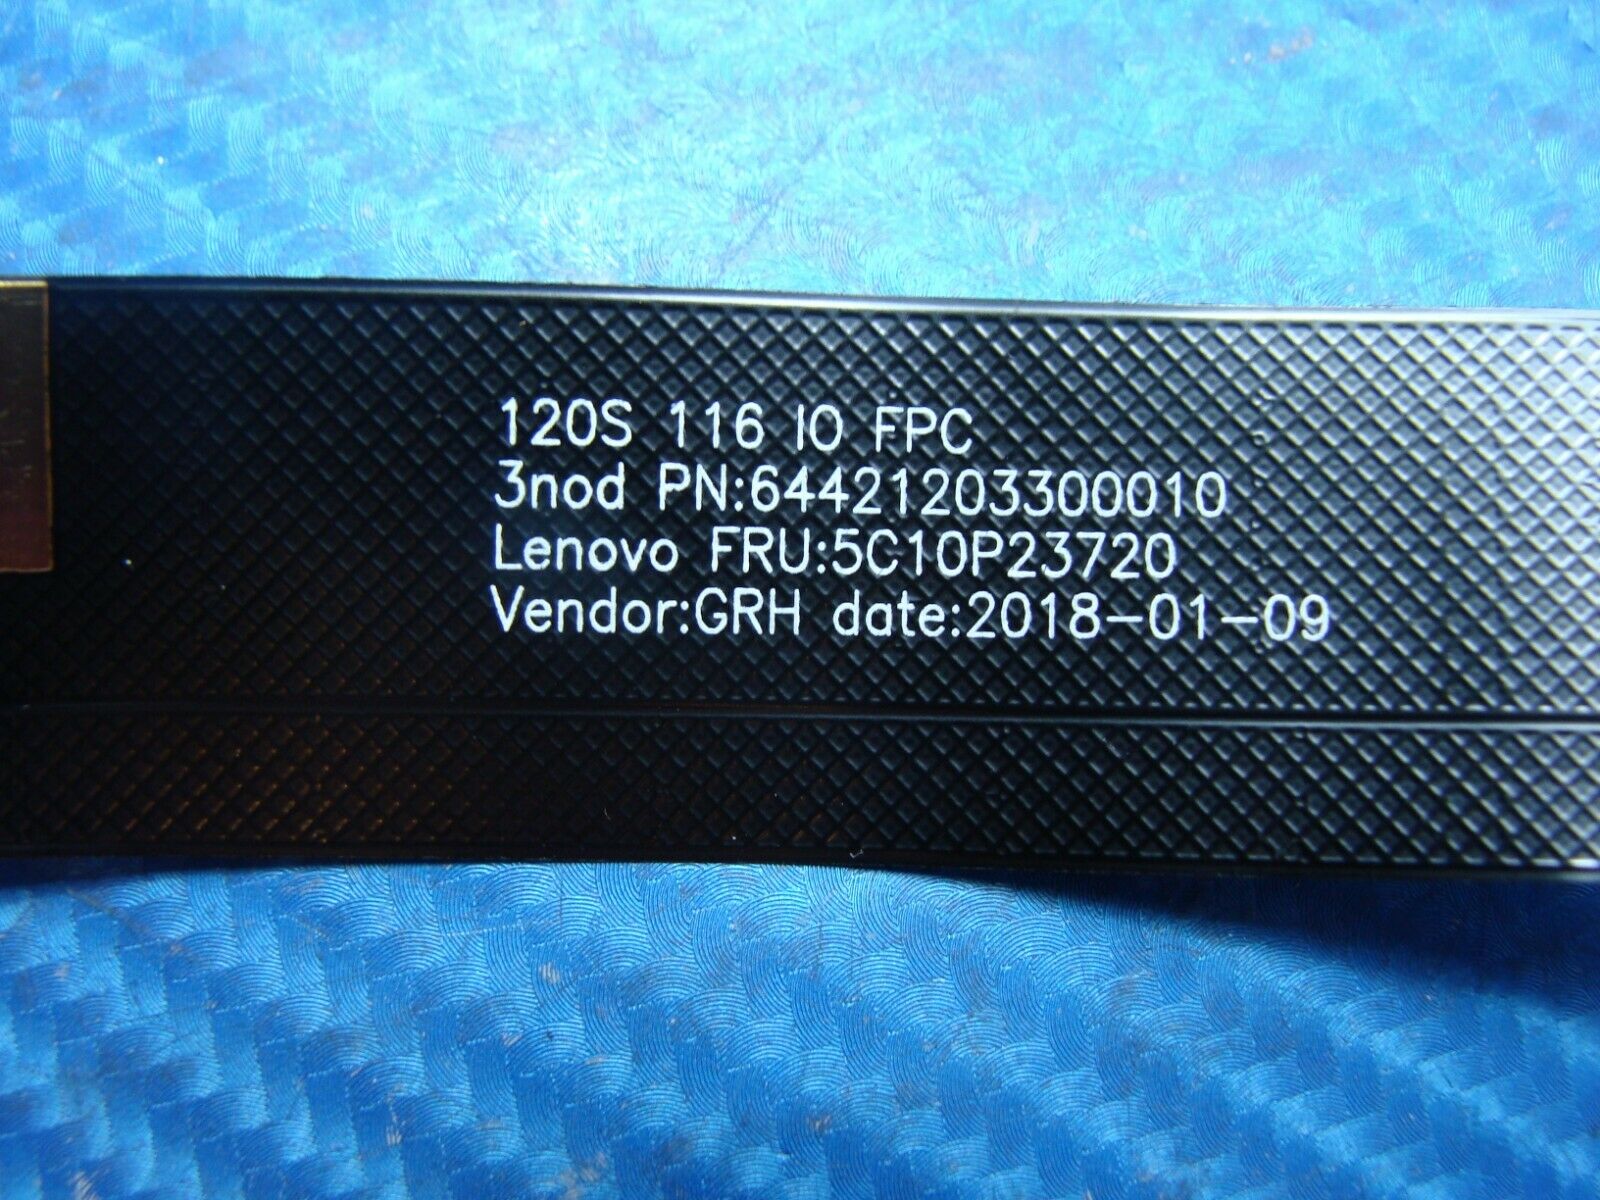 120S 116 IO FPC
3nod PN:64421203300010
Lenovo FRU:5C10P23720
Vendor:GRH date:2018-01-09